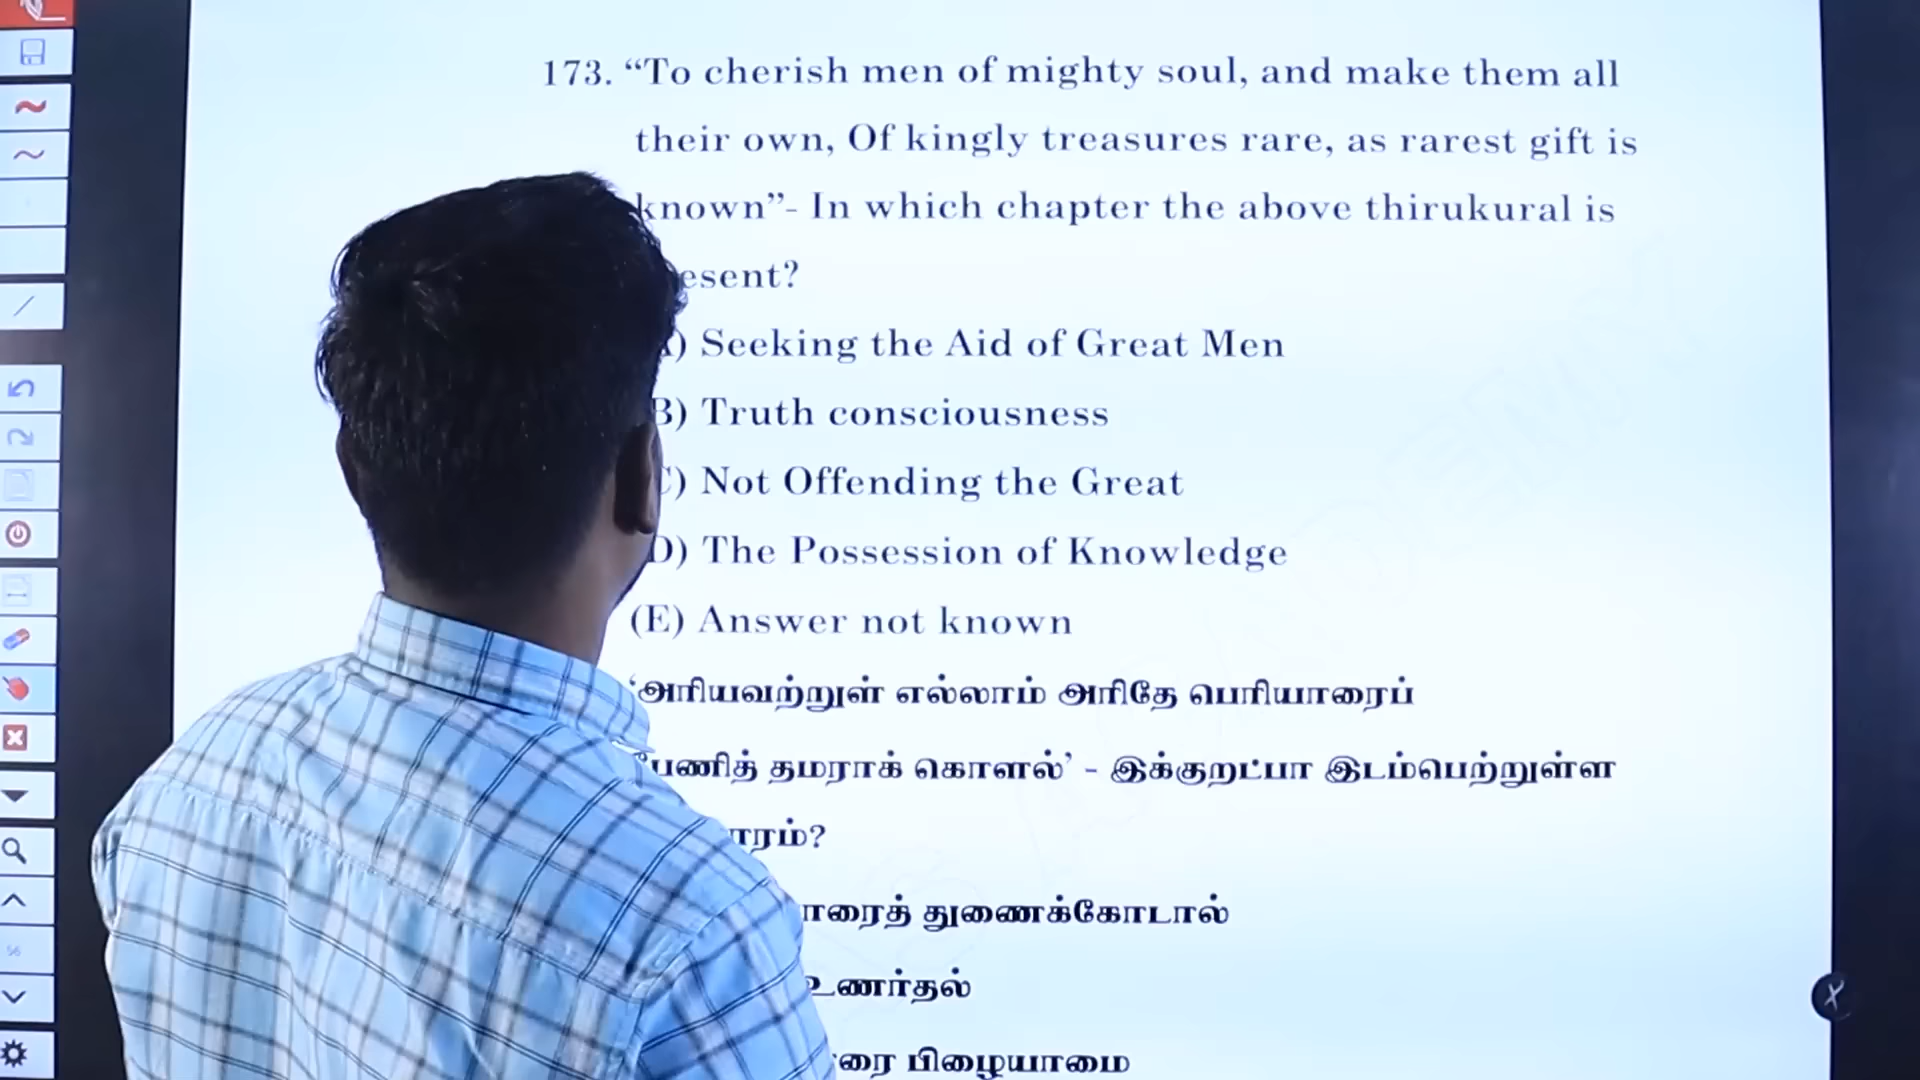 173. “To cherish men of mighty soul, and make them all
their own, Of kingly treasures rare, as rarest gift is
known”- In which chapter the above thirukural is
esent?
) Seeking the Aid of Great Men
B) Truth consciousness
C) Not Offending the Great
D) The Possession of Knowledge
(E) Answer not known
‘அரியவற்றுள் எல்லாம் அரிதே பெரியாரைப்
பேணித் தமராக் கொளல்’ - இக்குறட்பா இடம்பெற்றுள்ள
ாரம்?
ாரைத் துணைக்கோடால்
உணர்தல்
ரை பிழையாமை
56